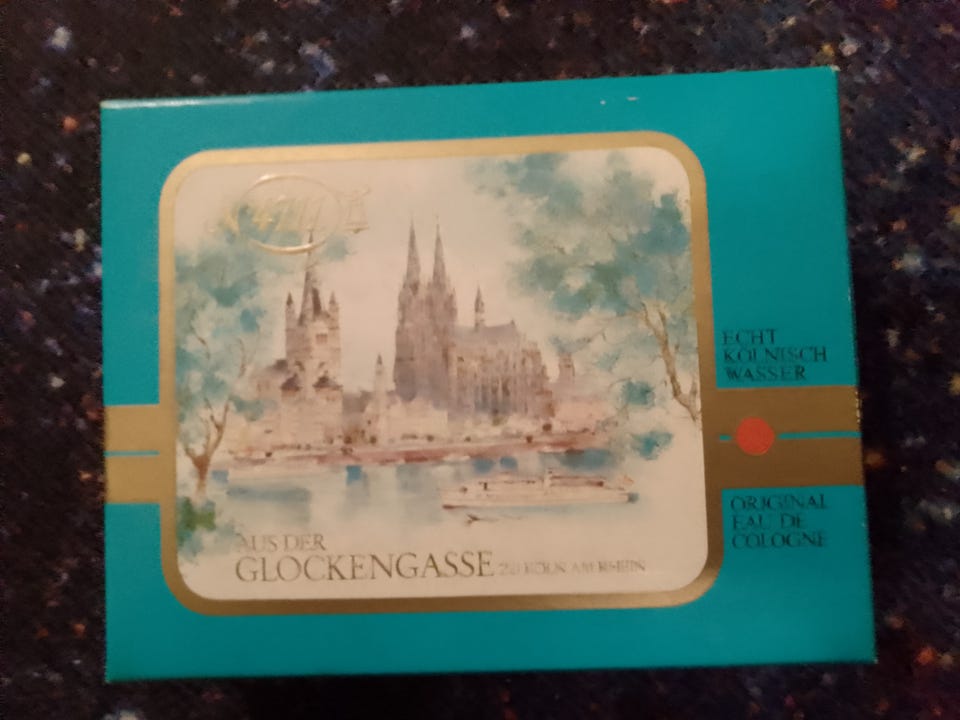 4711
AUS DER
GLOCKENGASSE ZU KÖLN AM RHEIN
ECHT
KÖLNISCH
WASSER
ORIGINAL
EAU DE
COLOGNE